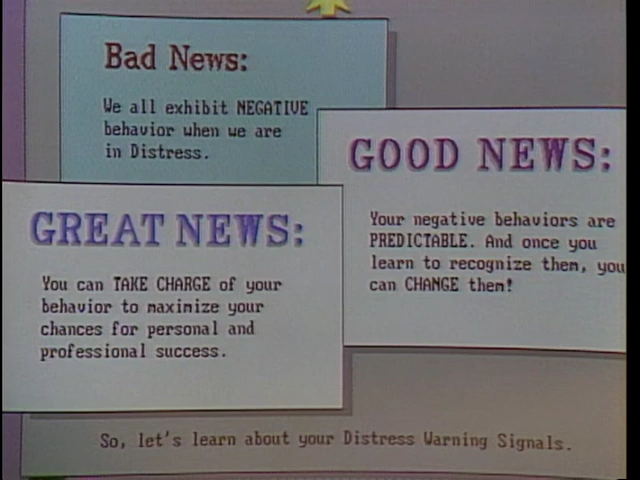 Bad News:
We all exhibit NEGATIVE
behavior when we are
in Distress.
GOOD NEWS:
Your negative behaviors are
PREDICTABLE. And once you
learn to recognize them, you
can CHANGE them!
GREAT NEWS:
You can TAKE CHARGE of your
behavior to maximize your
chances for personal and
professional success.
So, let's learn about your Distress Warning Signals.